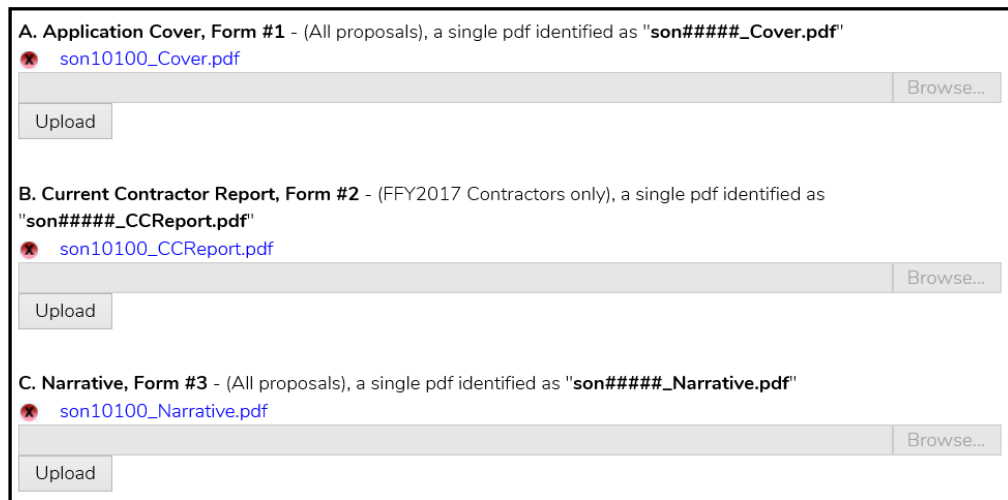 A. Application Cover, Form #1 - (All proposals), a single pdf identified as "son#####_Cover.pdf"
X son10100_Cover.pdf
Browse...
Upload
B. Current Contractor Report, Form #2 - (FFY2017 Contractors only), a single pdf identified as
"son#####_CCReport.pdf"
X son10100_CCReport.pdf
Browse...
Upload
C. Narrative, Form #3 - (All proposals), a single pdf identified as "son#####_Narrative.pdf"
X son10100_Narrative.pdf
Browse...
Upload